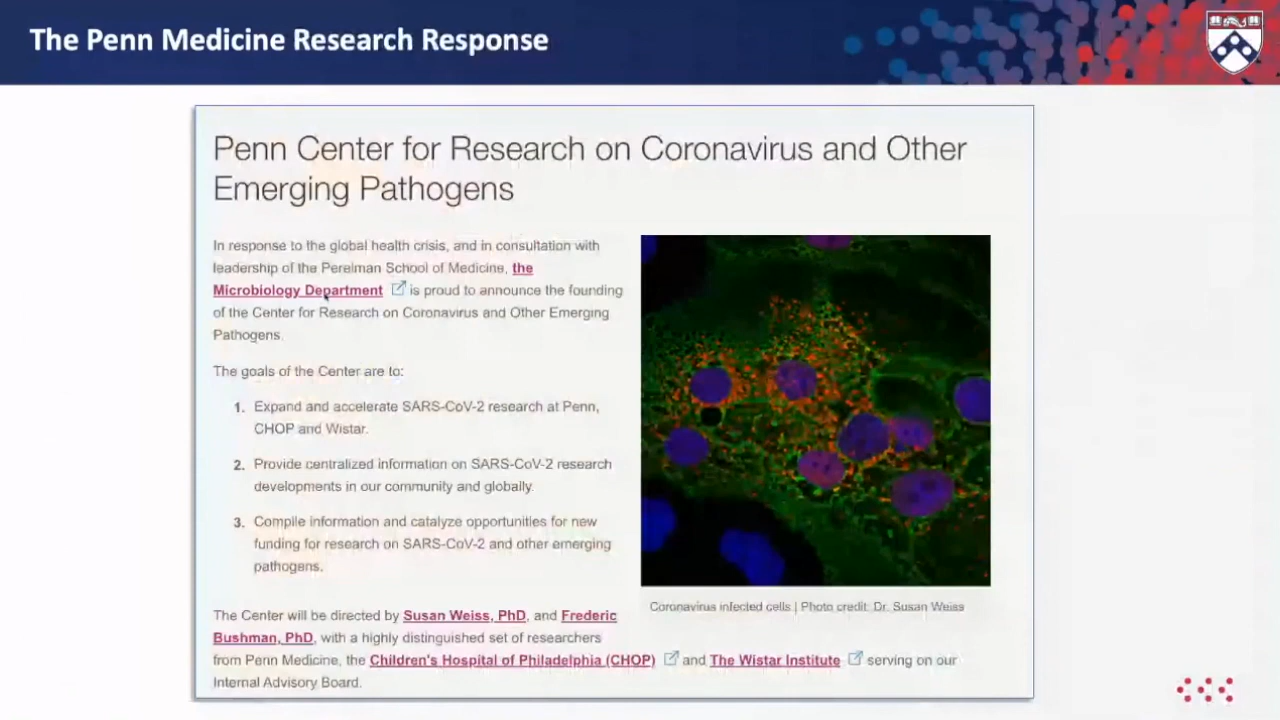 The Penn Medicine Research Response
Penn Center for Research on Coronavirus and Other
Emerging Pathogens
In response to the global health crisis, and in consultation with
leadership of the Perelman School of Medicine, the
Microbiology Department is proud to announce the founding
of the Center for Research on Coronavirus and Other Emerging
Pathogens.
The goals of the Center are to:
1. Expand and accelerate SARS-CoV-2 research at Penn,
CHOP and Wistar.
2. Provide centralized information on SARS-CoV-2 research
developments in our community and globally.
3. Compile information and catalyze opportunities for new
funding for research on SARS-CoV-2 and other emerging
pathogens.
Coronavirus infected cells | Photo credit: Dr. Susan Weiss
The Center will be directed by Susan Weiss, PhD, and Frederic
Bushman, PhD, with a highly distinguished set of researchers
from Penn Medicine, the Children's Hospital of Philadelphia (CHOP) and The Wistar Institute serving on our
Internal Advisory Board.